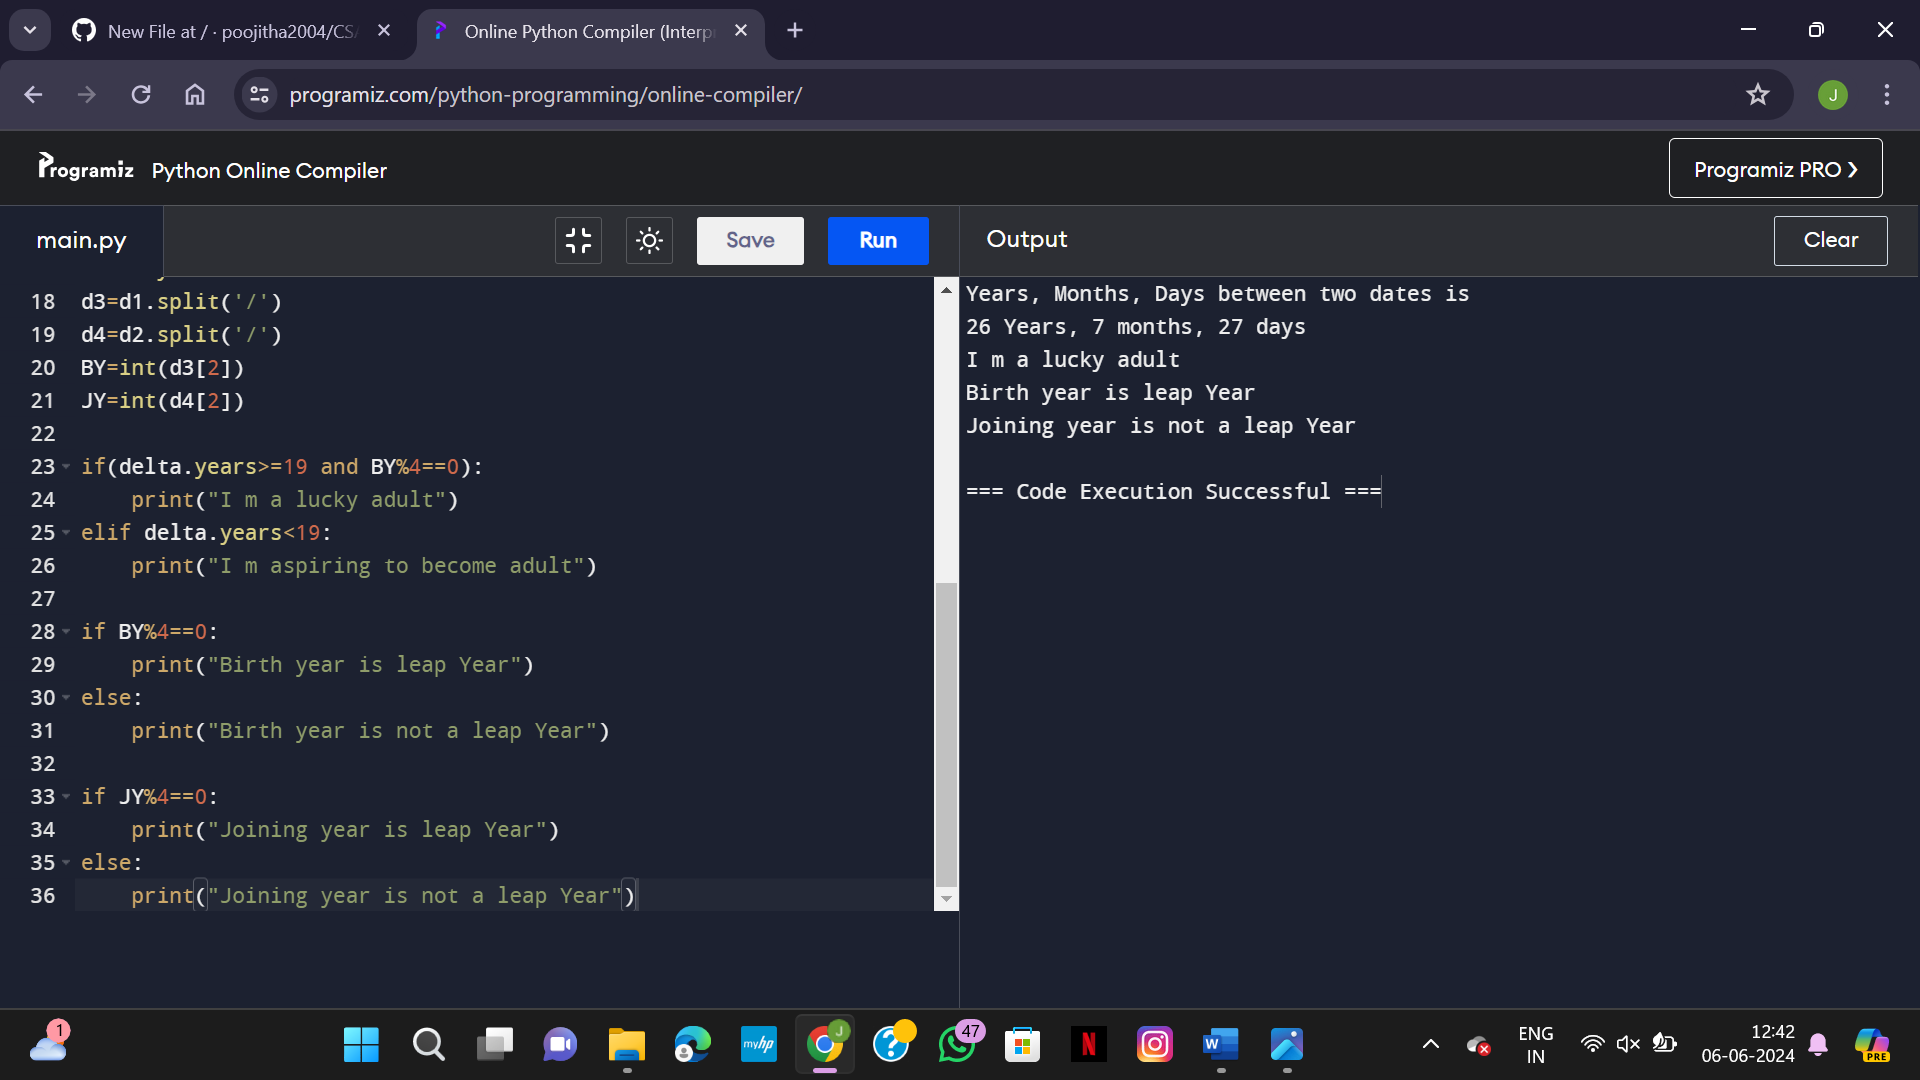 New File at / · poojitha2004/CSA
Online Python Compiler (Interp
programiz.com/python-programming/online-compiler/
J
Programiz
Python Online Compiler
Programiz PRO ❯
main.py
Save
Run
Output
Clear
18 d3=d1.split('/')
19 d4=d2.split('/')
20 BY=int(d3[2])
21 JY=int(d4[2])
22
23 if(delta.years>=19 and BY%4==0):
24 print("I m a lucky adult")
25 elif delta.years<19:
26 print("I m aspiring to become adult")
27
28 if BY%4==0:
29 print("Birth year is leap Year")
30 else:
31 print("Birth year is not a leap Year")
32
33 if JY%4==0:
34 print("Joining year is leap Year")
35 else:
36 print("Joining year is not a leap Year")
Years, Months, Days between two dates is
26 Years, 7 months, 27 days
I m a lucky adult
Birth year is leap Year
Joining year is not a leap Year
=== Code Execution Successful ===
1
myhp
J
47
N
W
ENG
IN
12:42
06-06-2024
PRE